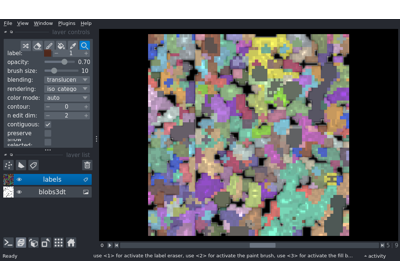 File View Window Plugins Help
layer controls
label: 1
opacity: 0.70
brush size: 10
blending: translucen
rendering: iso_catego
color mode: auto
contour: 0
n edit dim: 2
contiguous:
preserve
show
selected:
layer list
labels
blobs3dt
Ready
use <1> for activate the label eraser, use <2> for activate the paint brush, use <3> for activate the fill b...
activity